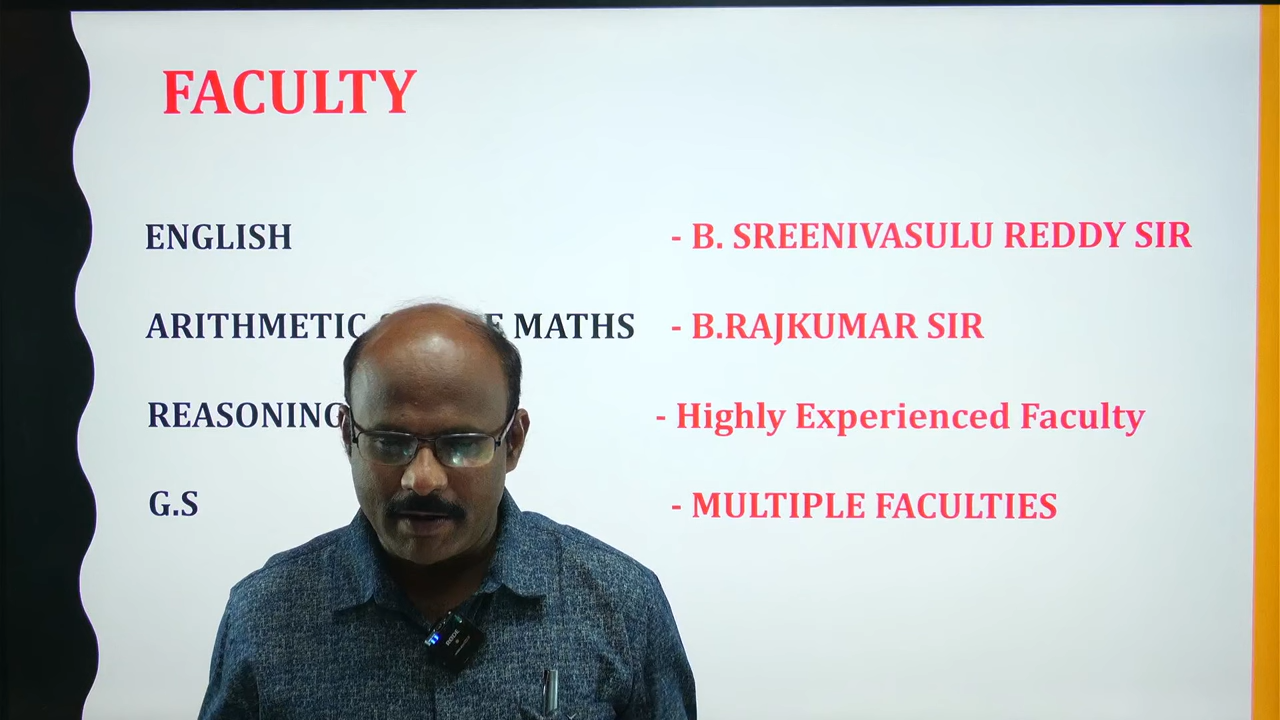 FACULTY
ENGLISH - B. SREENIVASULU REDDY SIR
ARITHMETIC MATHS - B.RAJKUMAR SIR
REASONING - Highly Experienced Faculty
G.S - MULTIPLE FACULTIES